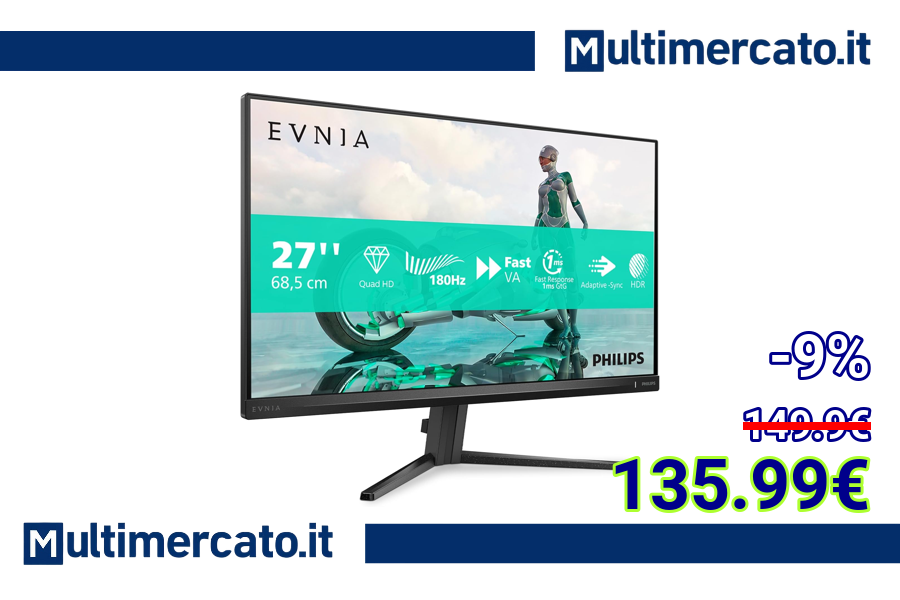 Multimercato.it
EVNIA
27''
68,5 cm
Quad HD
180Hz
Fast
VA
1ms
Fast Response
1ms GtG
Adaptive -Sync
HDR
PHILIPS
EVNIA
PHILIPS
-9%
149.9€
135.99€
Multimercato.it